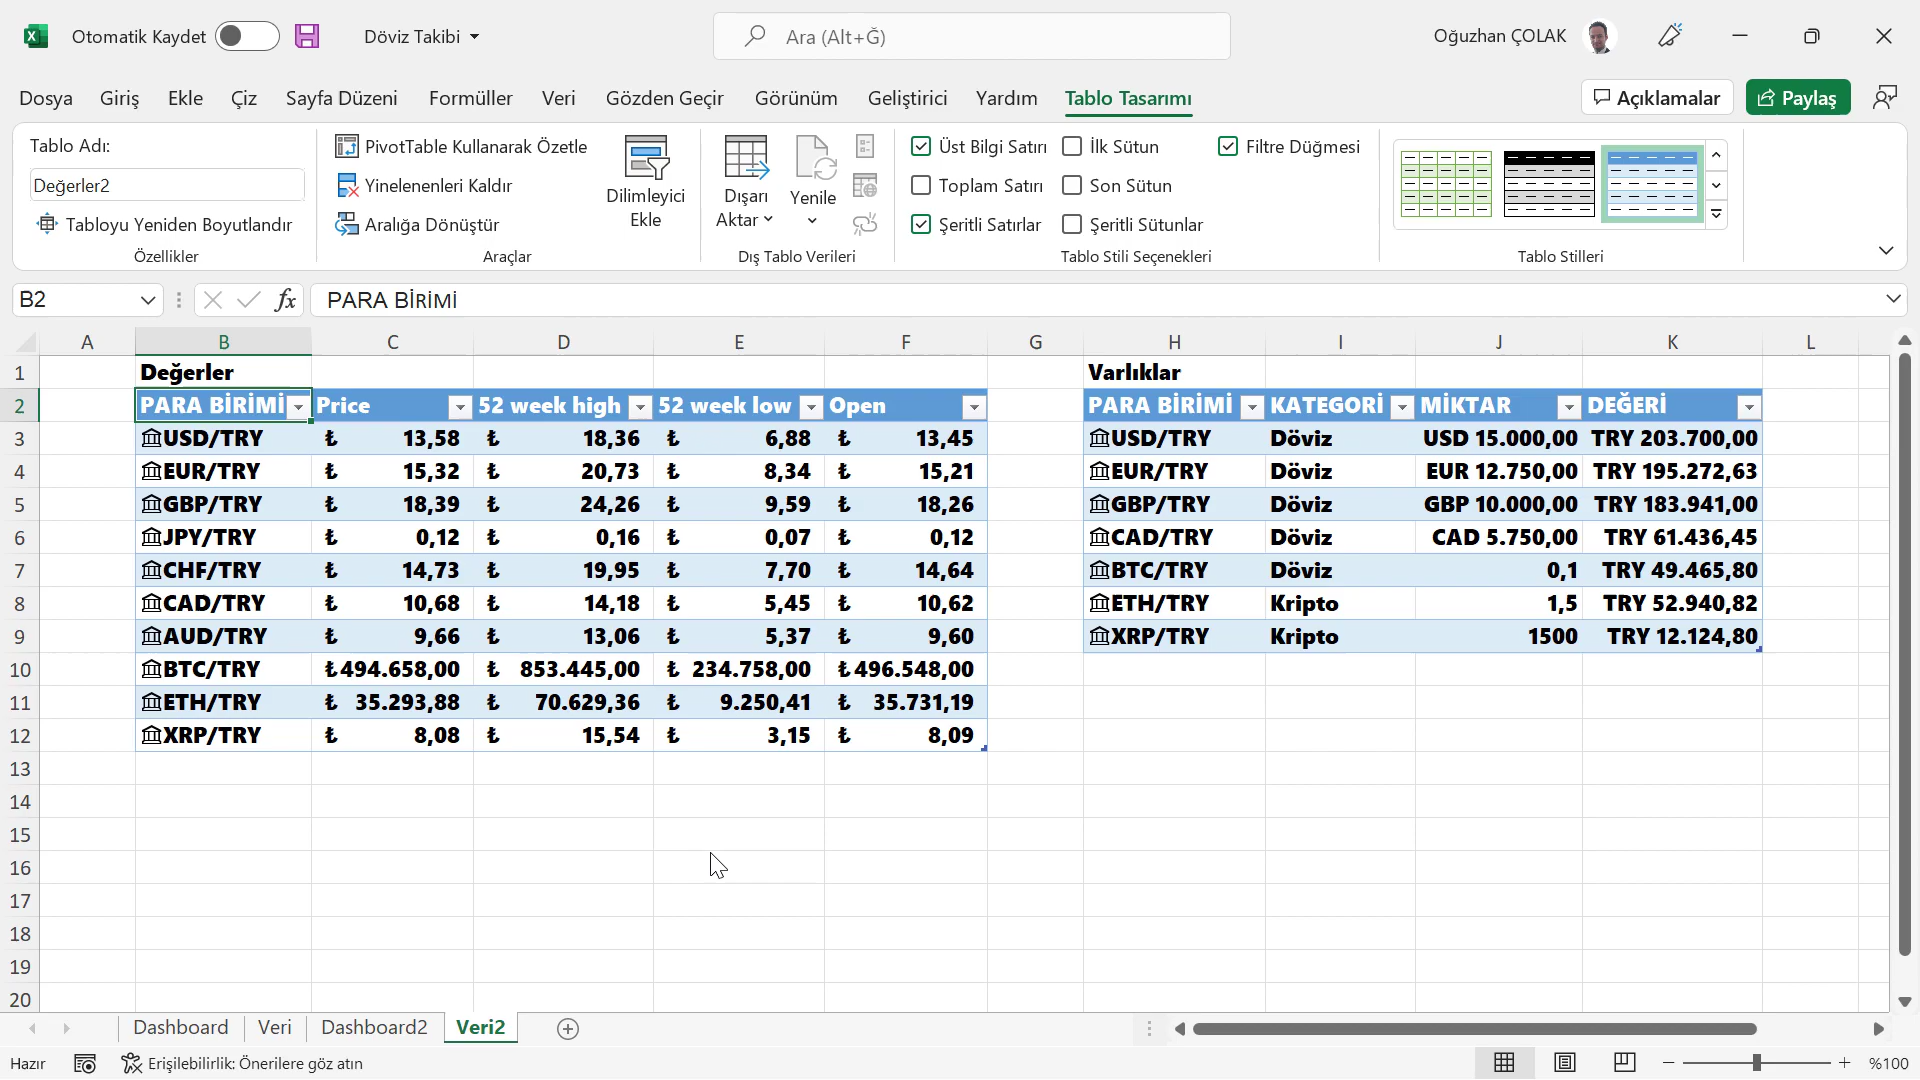 Otomatik Kaydet
Döviz Takibi
Ara (Alt+Ğ)
Oğuzhan ÇOLAK
Dosya Giriş Ekle Çiz Sayfa Düzeni Formüller Veri Gözden Geçir Görünüm Geliştirici Yardım Tablo Tasarımı
Açıklamalar
Paylaş
Tablo Adı:
Değerler2
Tabloyu Yeniden Boyutlandır
Özellikler
PivotTable Kullanarak Özetle
Yinelenenleri Kaldır
Aralığa Dönüştür
Dilimleyici
Ekle
Araçlar
Dışarı
Aktar
Yenile
Dış Tablo Verileri
Üst Bilgi Satırı İlk Sütun Filtre Düğmesi
Toplam Satırı Son Sütun
Şeritli Satırlar Şeritli Sütunlar
Tablo Stili Seçenekleri
Tablo Stilleri
B2 fx PARA BİRİMİ
A B C D E F G H I J K L
1 Değerler Varlıklar
2 PARA BİRİMİ Price 52 week high 52 week low Open PARA BİRİMİ KATEGORİ MİKTAR DEĞERİ
3 USD/TRY ₺ 13,58 ₺ 18,36 ₺ 6,88 ₺ 13,45 USD/TRY Döviz USD 15.000,00 TRY 203.700,00
4 EUR/TRY ₺ 15,32 ₺ 20,73 ₺ 8,34 ₺ 15,21 EUR/TRY Döviz EUR 12.750,00 TRY 195.272,63
5 GBP/TRY ₺ 18,39 ₺ 24,26 ₺ 9,59 ₺ 18,26 GBP/TRY Döviz GBP 10.000,00 TRY 183.941,00
6 JPY/TRY ₺ 0,12 ₺ 0,16 ₺ 0,07 ₺ 0,12 CAD/TRY Döviz CAD 5.750,00 TRY 61.436,45
7 CHF/TRY ₺ 14,73 ₺ 19,95 ₺ 7,70 ₺ 14,64 BTC/TRY Döviz 0,1 TRY 49.465,80
8 CAD/TRY ₺ 10,68 ₺ 14,18 ₺ 5,45 ₺ 10,62 ETH/TRY Kripto 1,5 TRY 52.940,82
9 AUD/TRY ₺ 9,66 ₺ 13,06 ₺ 5,37 ₺ 9,60 XRP/TRY Kripto 1500 TRY 12.124,80
10 BTC/TRY ₺494.658,00 ₺ 853.445,00 ₺ 234.758,00 ₺496.548,00
11 ETH/TRY ₺ 35.293,88 ₺ 70.629,36 ₺ 9.250,41 ₺ 35.731,19
12 XRP/TRY ₺ 8,08 ₺ 15,54 ₺ 3,15 ₺ 8,09
13
14
15
16
17
18
19
20
Dashboard Veri Dashboard2 Veri2
Hazır Erişilebilirlik: Önerilere göz atın %100